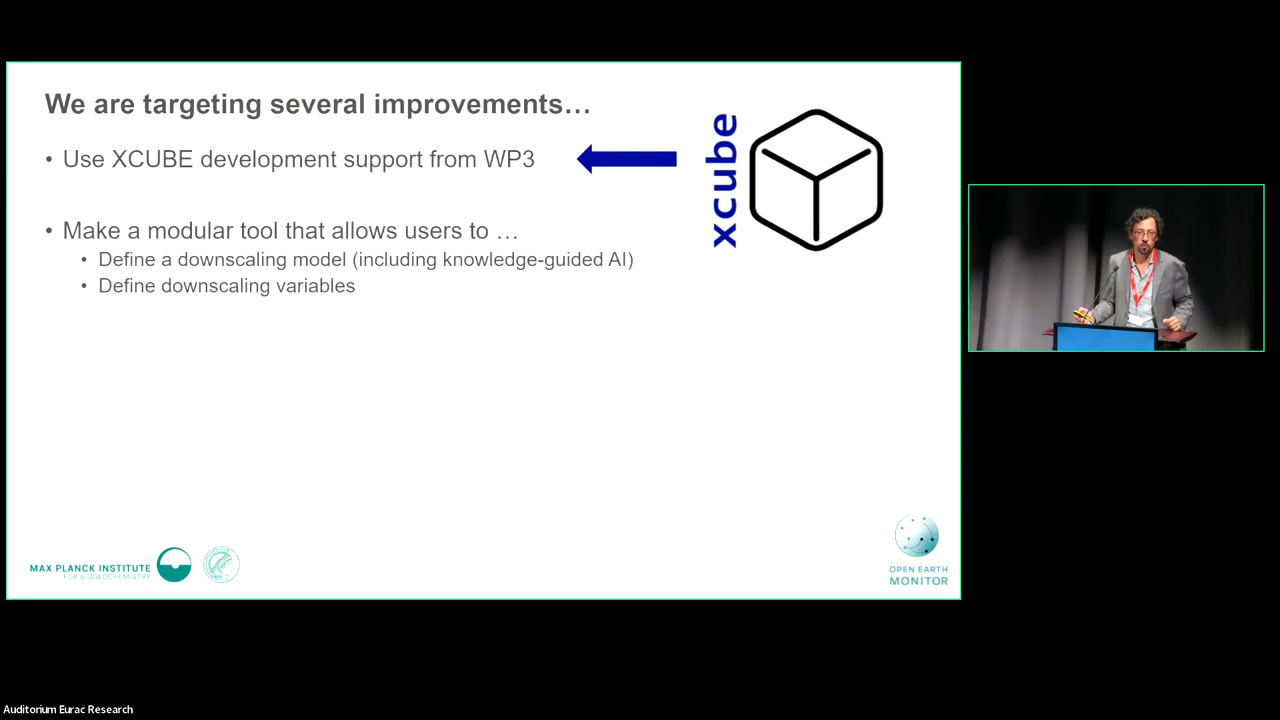 We are targeting several improvements…
• Use XCUBE development support from WP3
xcube
• Make a modular tool that allows users to …
• Define a downscaling model (including knowledge-guided AI)
• Define downscaling variables
MAX PLANCK INSTITUTE
FOR BIOGEOCHEMISTRY
OPEN EARTH
MONITOR
Auditorium Eurac Research